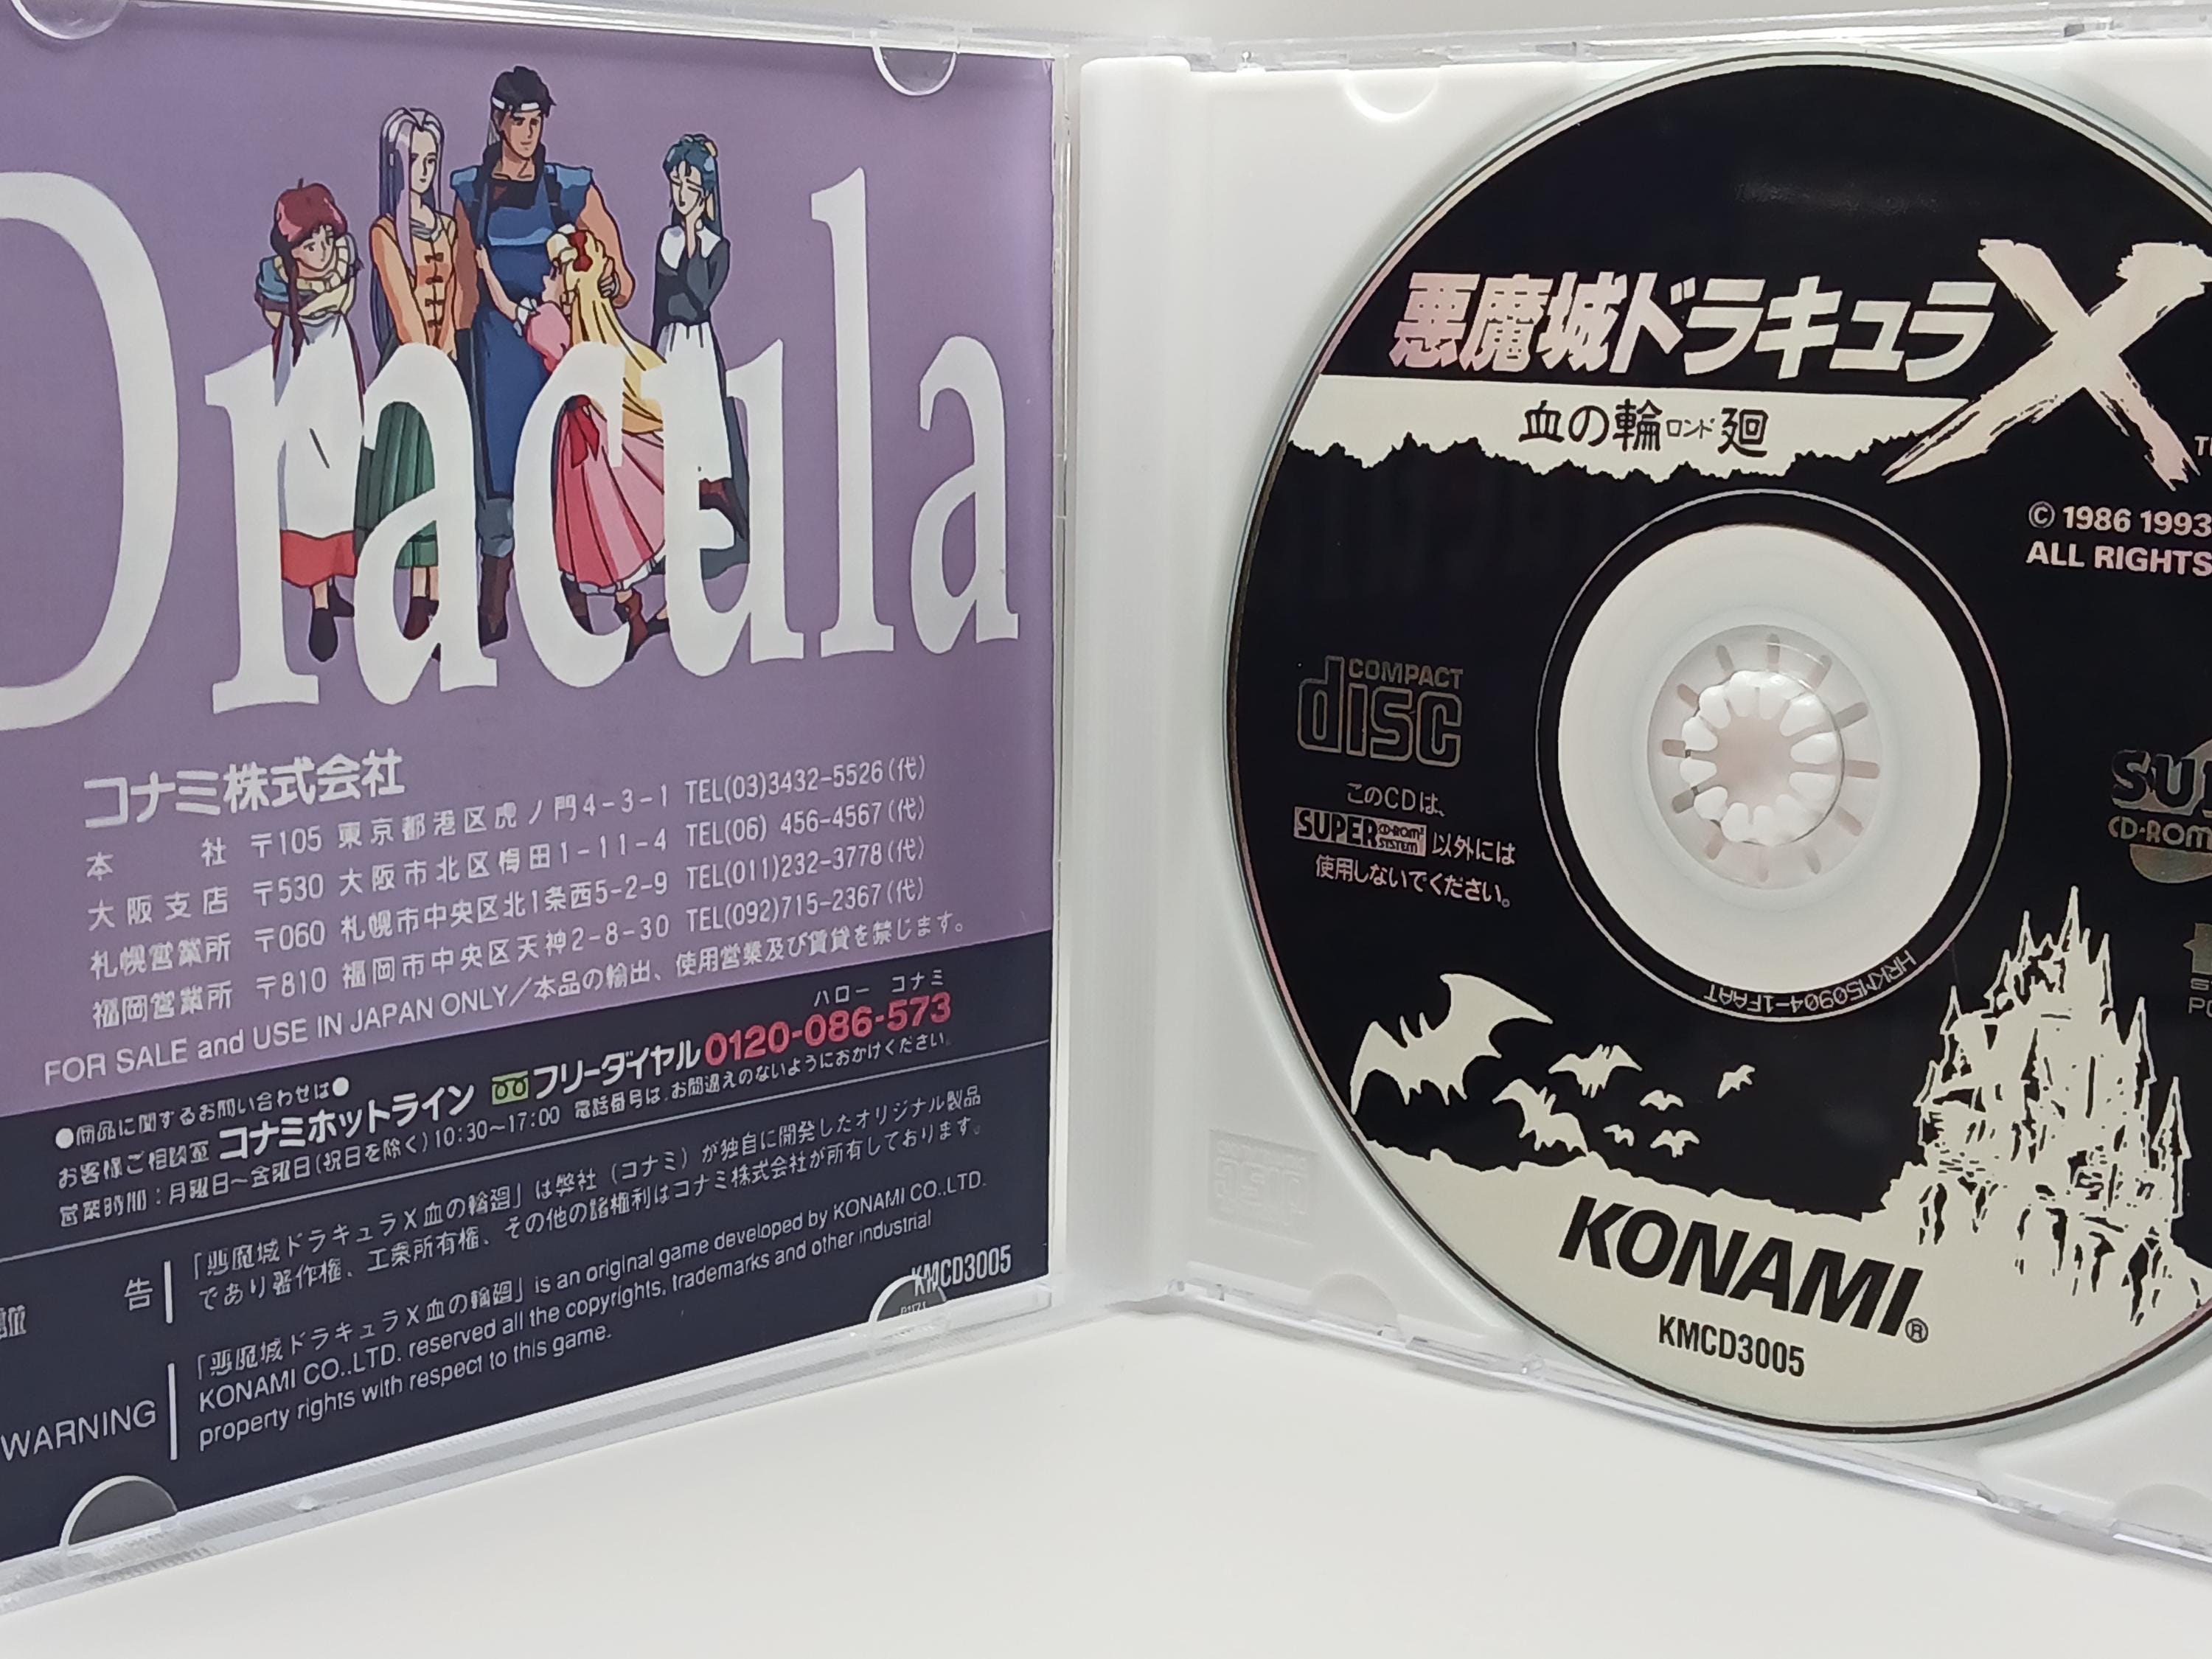 Dracula
コナミ株式会社
本　社 〒105 東京都港区虎ノ門4-3-1 TEL(03)3432-5526(代)
大阪支店 〒530 大阪市北区梅田1-11-4 TEL(06) 456-4567(代)
札幌営業所 〒060 札幌市中央区北1条西5-2-9 TEL(011)232-3778(代)
福岡営業所 〒810 福岡市中央区天神2-8-30 TEL(092)715-2367(代)
FOR SALE and USE IN JAPAN ONLY/本品の輸出、使用営業及び賃貸を禁じます。
●商品に関するお問い合わせは●
ハロー コナミ
お客様ご相談室 コナミホットライン フリーダイヤル0120-086-573
営業時間:月曜日〜金曜日(祝日を除く)10:30〜17:00 電話番号は、お間違えのないようにおかけください。
告
「悪魔城ドラキュラX血の輪廻」は弊社(コナミ)が独自に開発したオリジナル製品
であり著作権、工業所有権、その他の諸権利はコナミ株式会社が所有しております。
WARNING
「悪魔城ドラキュラX血の輪廻」is an original game developed by KONAMI CO.,LTD.
KONAMI CO.,LTD. reserved all the copyrights, trademarks and other industrial
property rights with respect to this game.
KMCD3005
悪魔城ドラキュラX
血の輪ロンド廻
© 1986 1993
ALL RIGHTS
COMPACT
disc
このCDは、
SUPER CD-ROM² SYSTEM 以外には
使用しないでください。
CD-ROM
HRKM50904-1FAAT
KONAMI®
KMCD3005